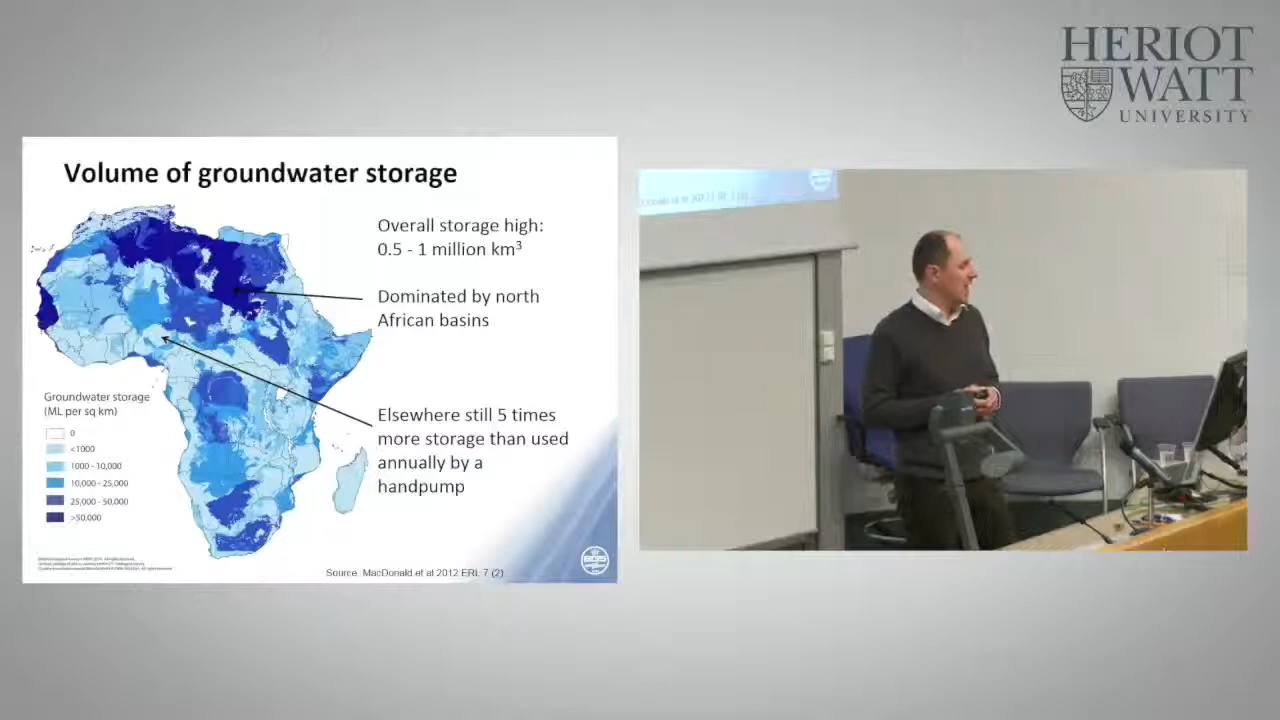 HERIOT
WATT
UNIVERSITY
Volume of groundwater storage
Overall storage high:
0.5 - 1 million km³
Dominated by north
African basins
Elsewhere still 5 times
more storage than used
annually by a
handpump
Groundwater storage
(ML per sq km)
0
<1000
1000 - 10,000
10,000 - 25,000
25,000 - 50,000
>50,000
Source. MacDonald et al 2012 ERL 7 (2)
BGS